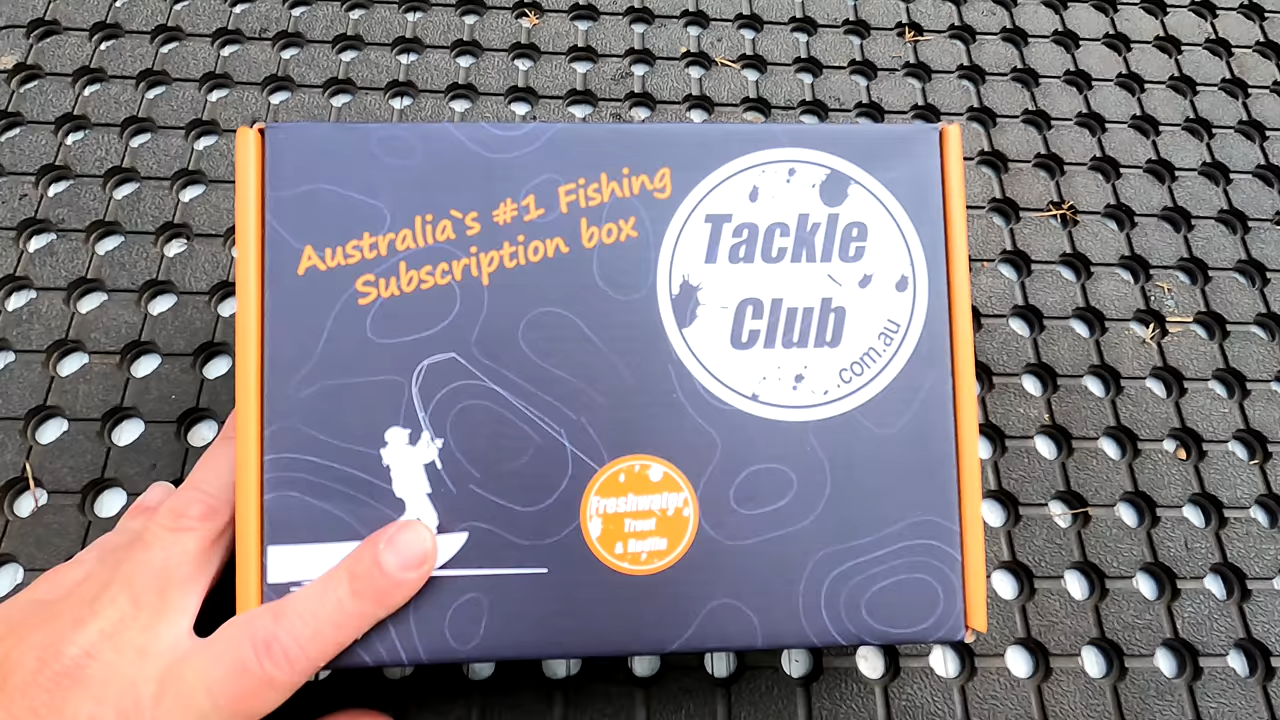 Australia`s #1 Fishing
Subscription box
Tackle
Club
.com.au
Freshwater
Trout
& Redfin